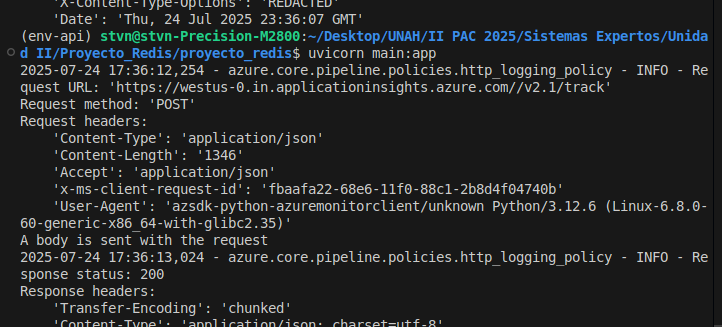 'X-Content-Type-Options': 'REDACTED'
'Date': 'Thu, 24 Jul 2025 23:36:07 GMT'
(env-api) stvn@stvn-Precision-M2800:~/Desktop/UNAH/II PAC 2025/Sistemas Expertos/Unida
d II/Proyecto_Redis/proyecto_redis$ uvicorn main:app
2025-07-24 17:36:12,254 - azure.core.pipeline.policies.http_logging_policy - INFO - Re
quest URL: 'https://westus-0.in.applicationinsights.azure.com//v2.1/track'
Request method: 'POST'
Request headers:
'Content-Type': 'application/json'
'Content-Length': '1346'
'Accept': 'application/json'
'x-ms-client-request-id': 'fbaafa22-68e6-11f0-88c1-2b8d4f04740b'
'User-Agent': 'azsdk-python-azuremonitorclient/unknown Python/3.12.6 (Linux-6.8.0-
60-generic-x86_64-with-glibc2.35)'
A body is sent with the request
2025-07-24 17:36:13,024 - azure.core.pipeline.policies.http_logging_policy - INFO - Re
sponse status: 200
Response headers:
'Transfer-Encoding': 'chunked'
'Content-Type': 'application/json; charset=utf-8'